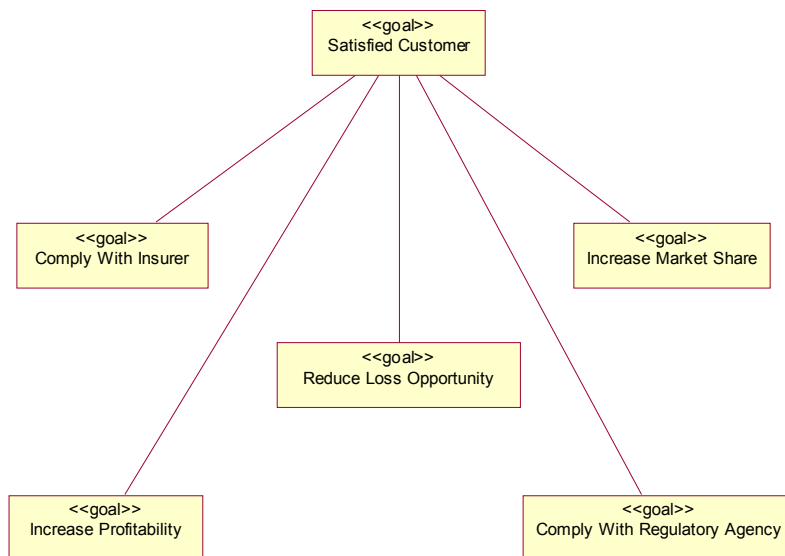 <<goal>>
Satisfied Customer
<<goal>>
Comply With Insurer
<<goal>>
Increase Market Share
<<goal>>
Reduce Loss Opportunity
<<goal>>
Increase Profitability
<<goal>>
Comply With Regulatory Agency